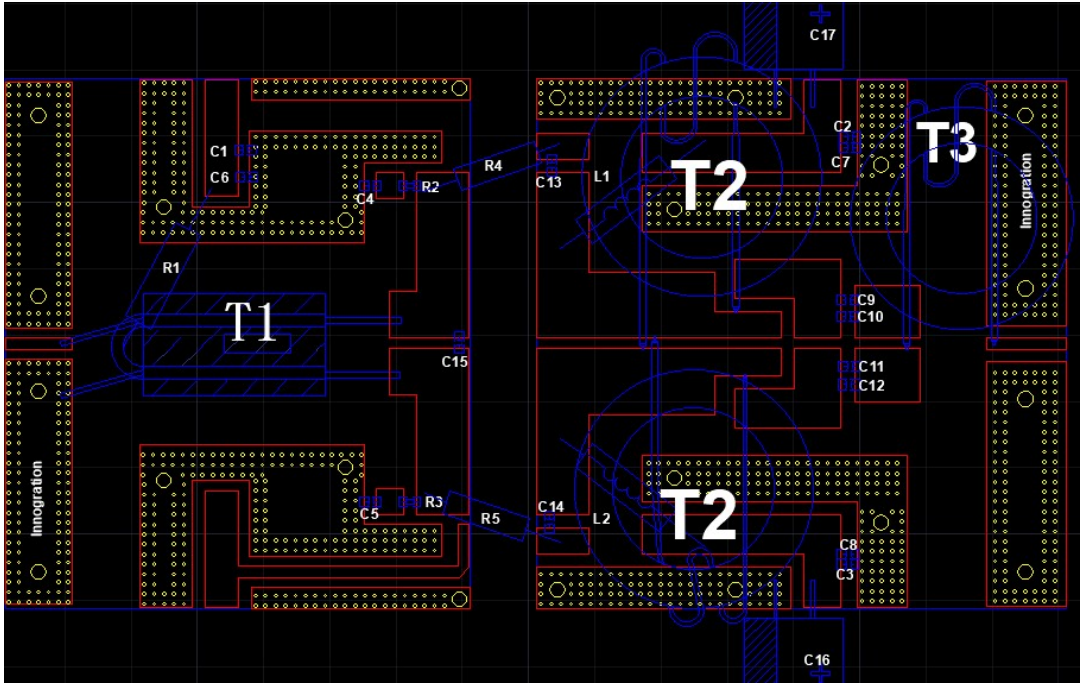 C17
C1
C6
R4
R2
C4
C13
L1
T2
C2
C7
T3
Innogration
R1
T1
C15
C9
C10
C11
C12
Innogration
C5
R3
R5
C14
L2
T2
C8
C3
C16